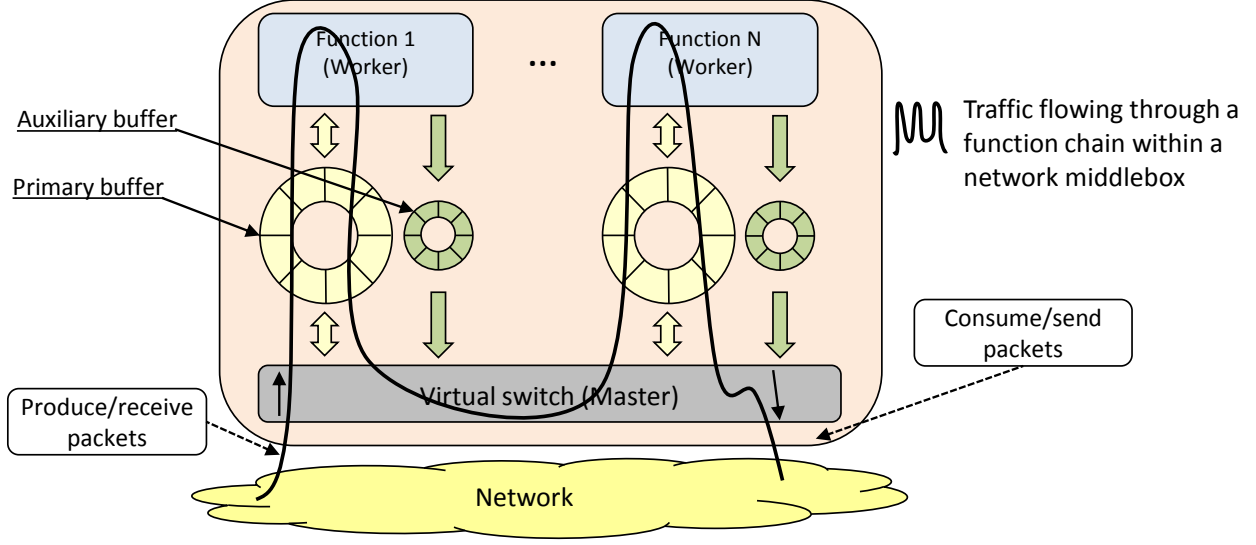 Function 1
(Worker)
...
Function N
(Worker)
Auxiliary buffer
Primary buffer
Traffic flowing through a
function chain within a
network middlebox
Consume/send
packets
Virtual switch (Master)
Produce/receive
packets
Network